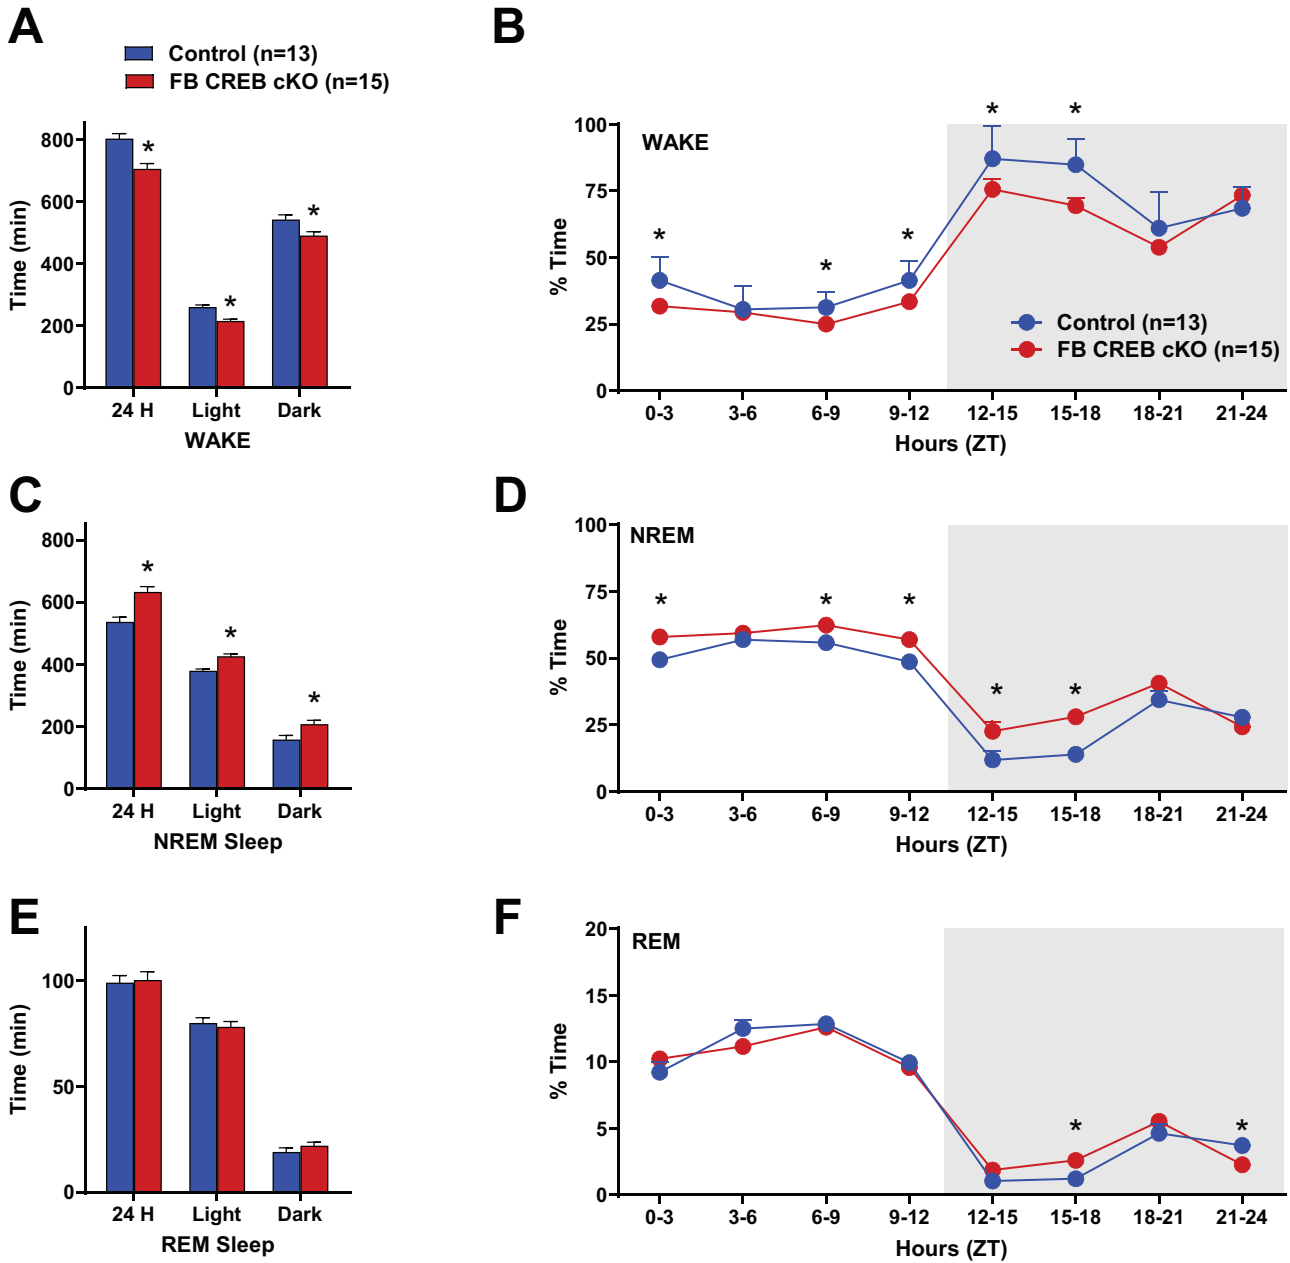 A
Control (n=13)
FB CREB cKO (n=15)
800
600
400
200
0
Time (min)
*
*
*
24 H Light Dark
WAKE
B
WAKE
100
75
50
25
0
% Time
* * * * *
Control (n=13)
FB CREB cKO (n=15)
0-3 3-6 6-9 9-12 12-15 15-18 18-21 21-24
Hours (ZT)
C
800
600
400
200
0
Time (min)
*
*
*
24 H Light Dark
NREM Sleep
D
NREM
100
75
50
25
0
% Time
* * * * *
0-3 3-6 6-9 9-12 12-15 15-18 18-21 21-24
Hours (ZT)
E
100
50
0
Time (min)
24 H Light Dark
REM Sleep
F
REM
20
15
10
5
0
% Time
* *
0-3 3-6 6-9 9-12 12-15 15-18 18-21 21-24
Hours (ZT)